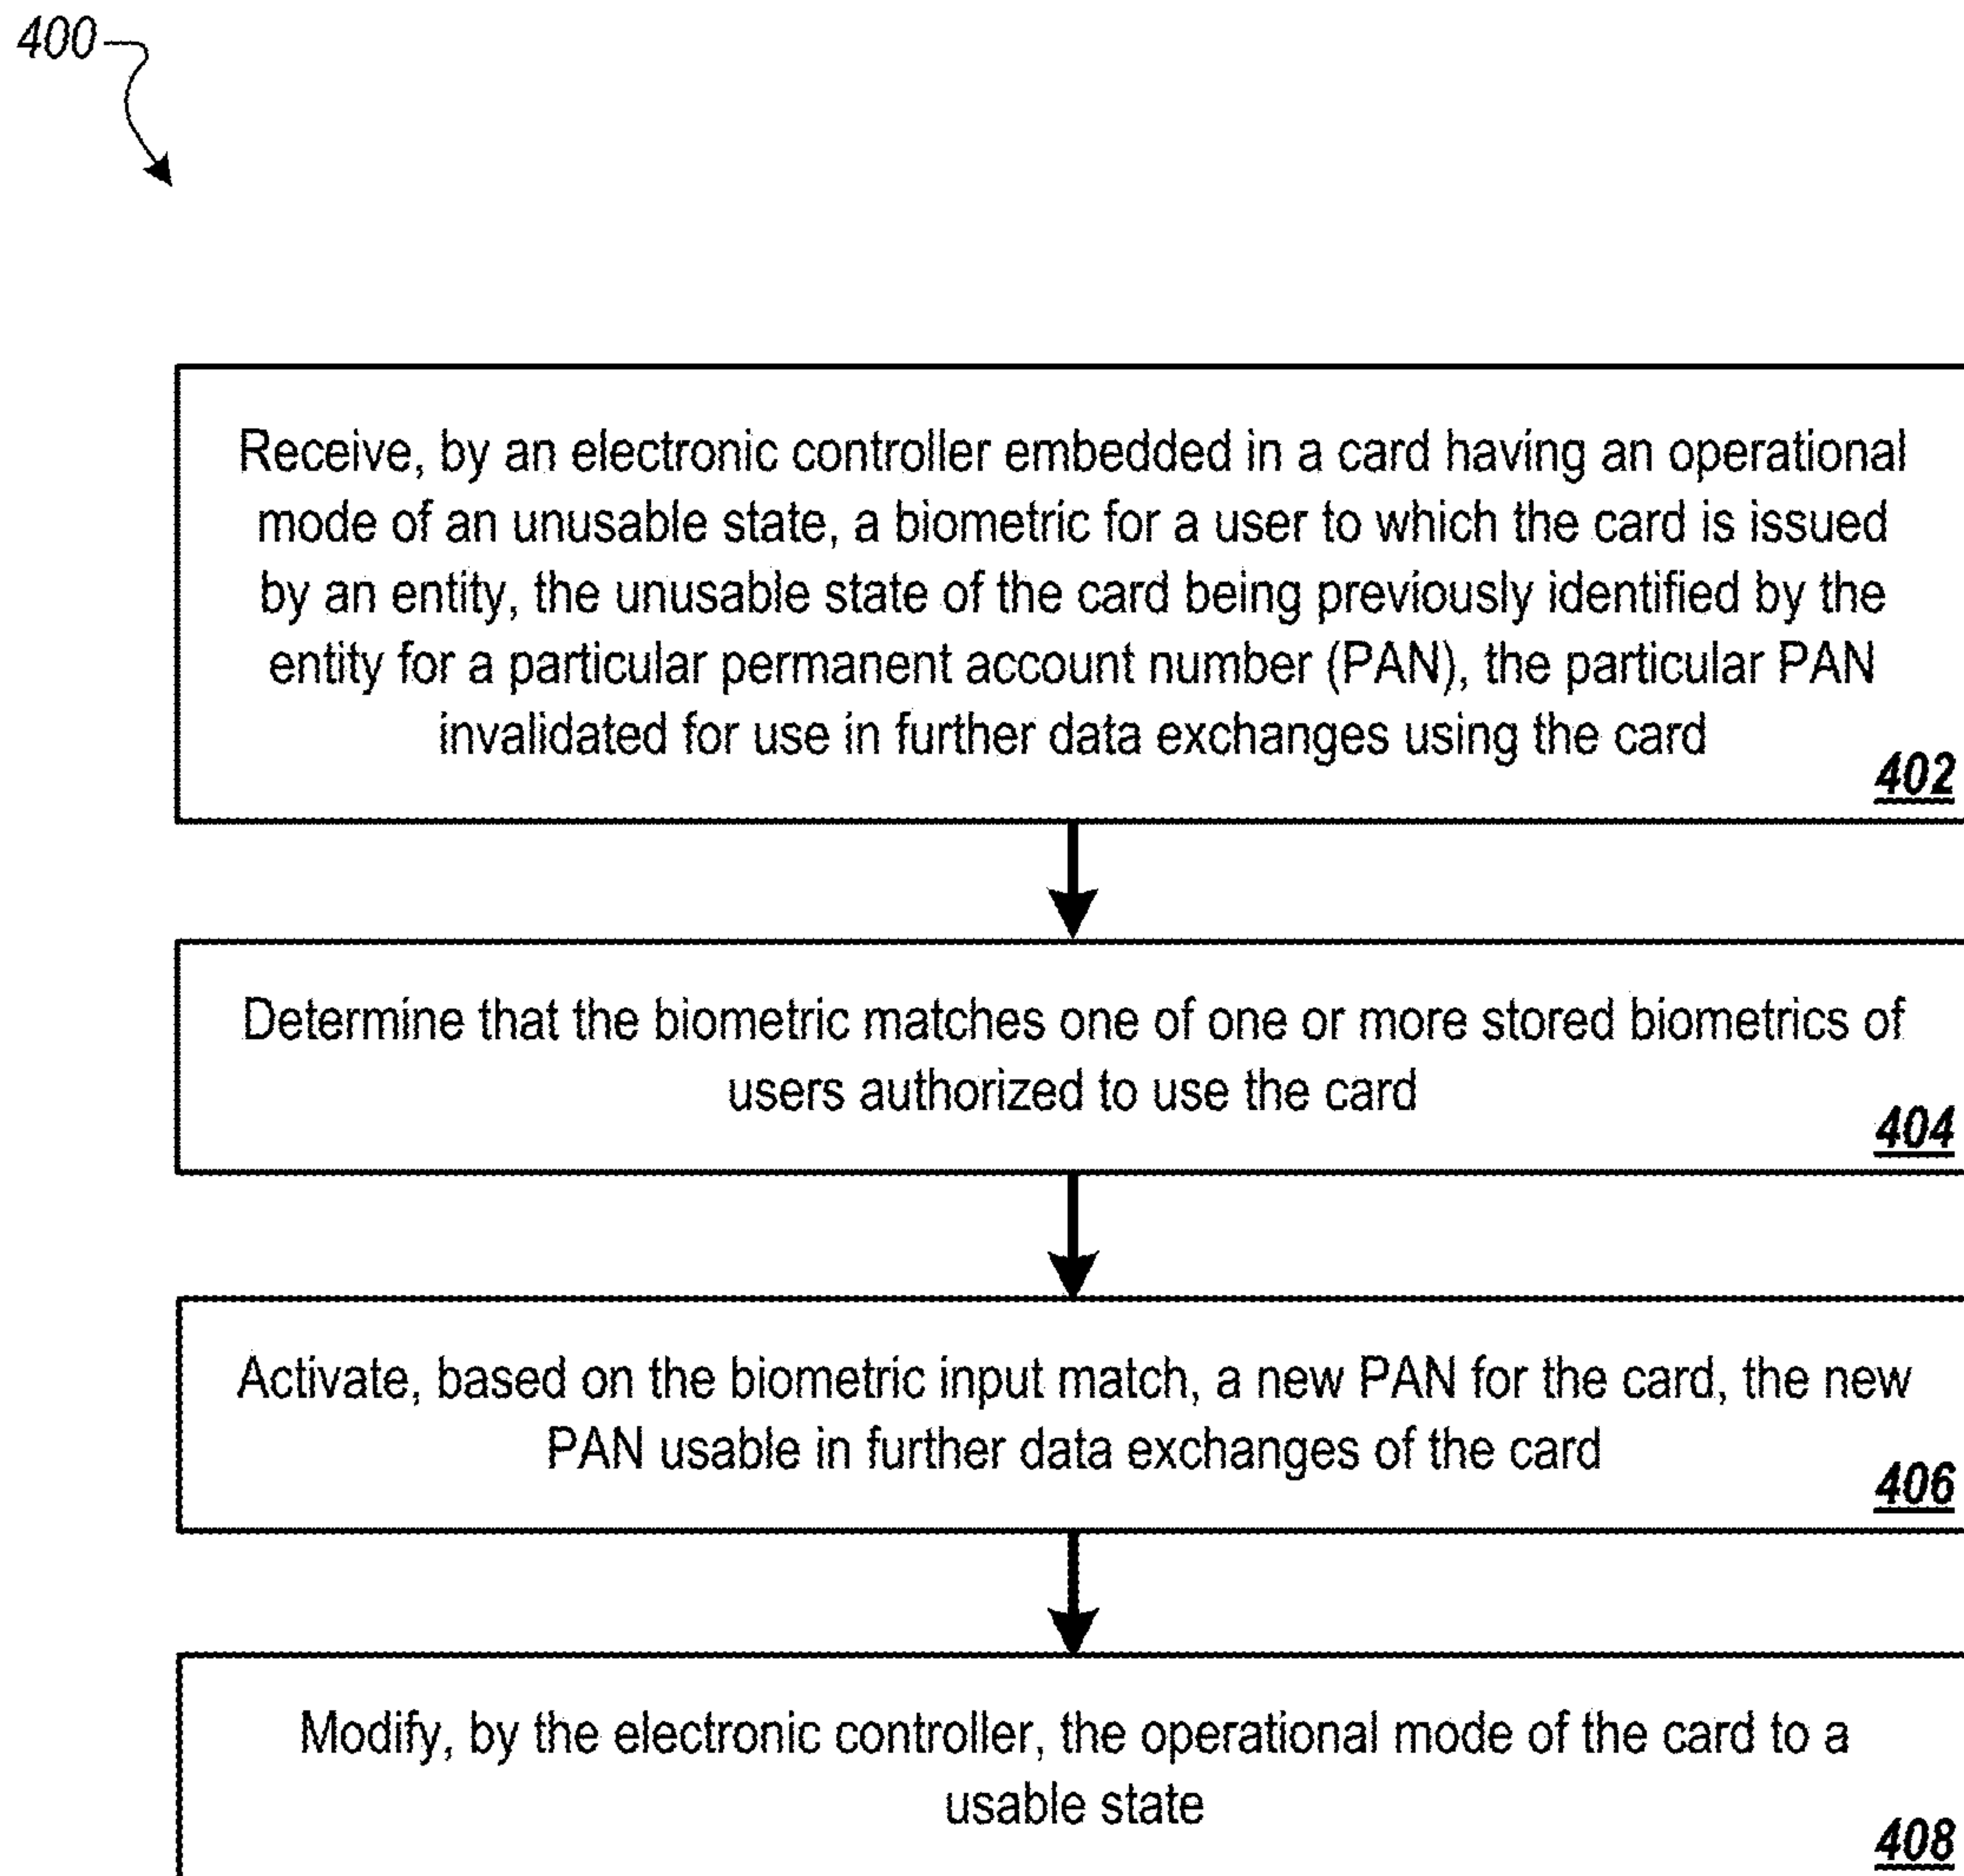 400
Receive, by an electronic controller embedded in a card having an operational
mode of an unusable state, a biometric for a user to which the card is issued
by an entity, the unusable state of the card being previously identified by the
entity for a particular permanent account number (PAN), the particular PAN
invalidated for use in further data exchanges using the card
402
Determine that the biometric matches one of one or more stored biometrics of
users authorized to use the card
404
Activate, based on the biometric input match, a new PAN for the card, the new
PAN usable in further data exchanges of the card
406
Modify, by the electronic controller, the operational mode of the card to a
usable state
408